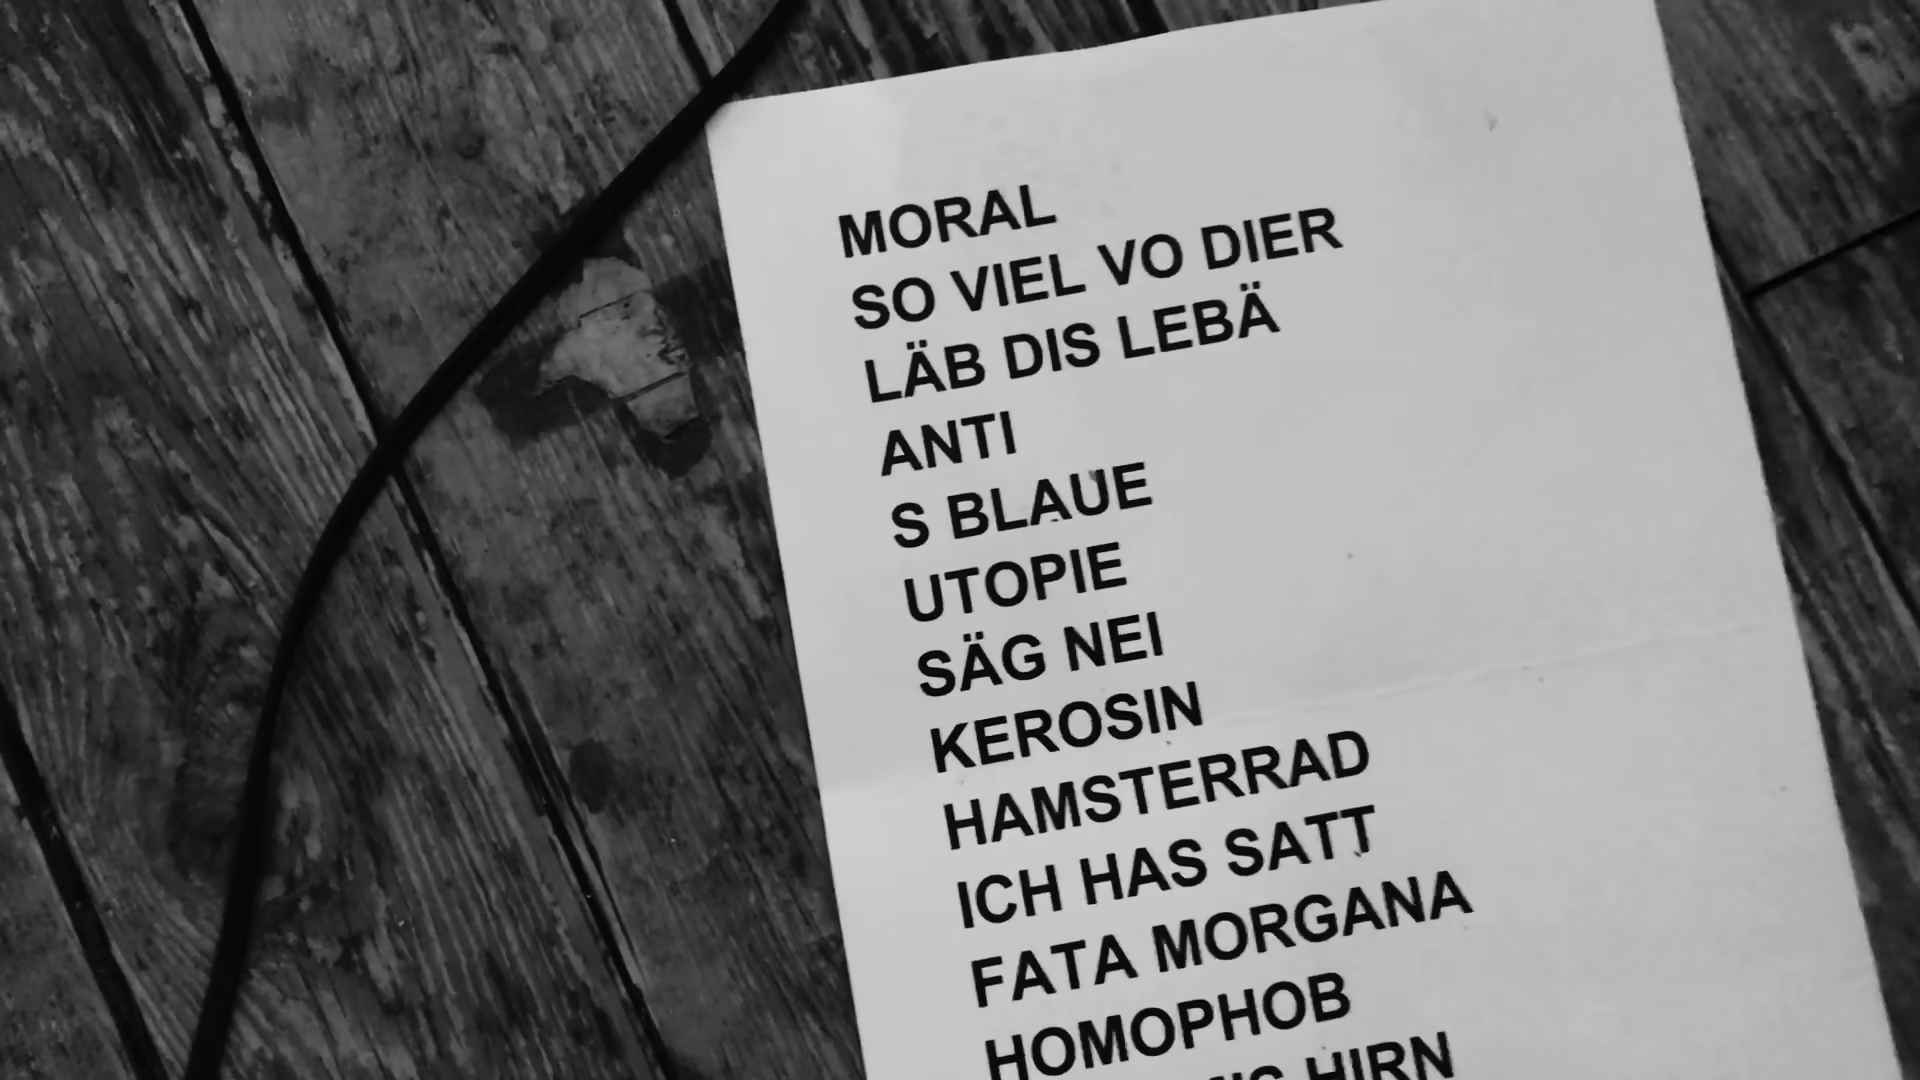 MORAL
SO VIEL VO DIER
LÄB DIS LEBÄ
ANTI
S BLAUE
UTOPIE
SÄG NEI
KEROSIN
HAMSTERRAD
ICH HAS SATT
FATA MORGANA
HOMOPHOB
HIRN